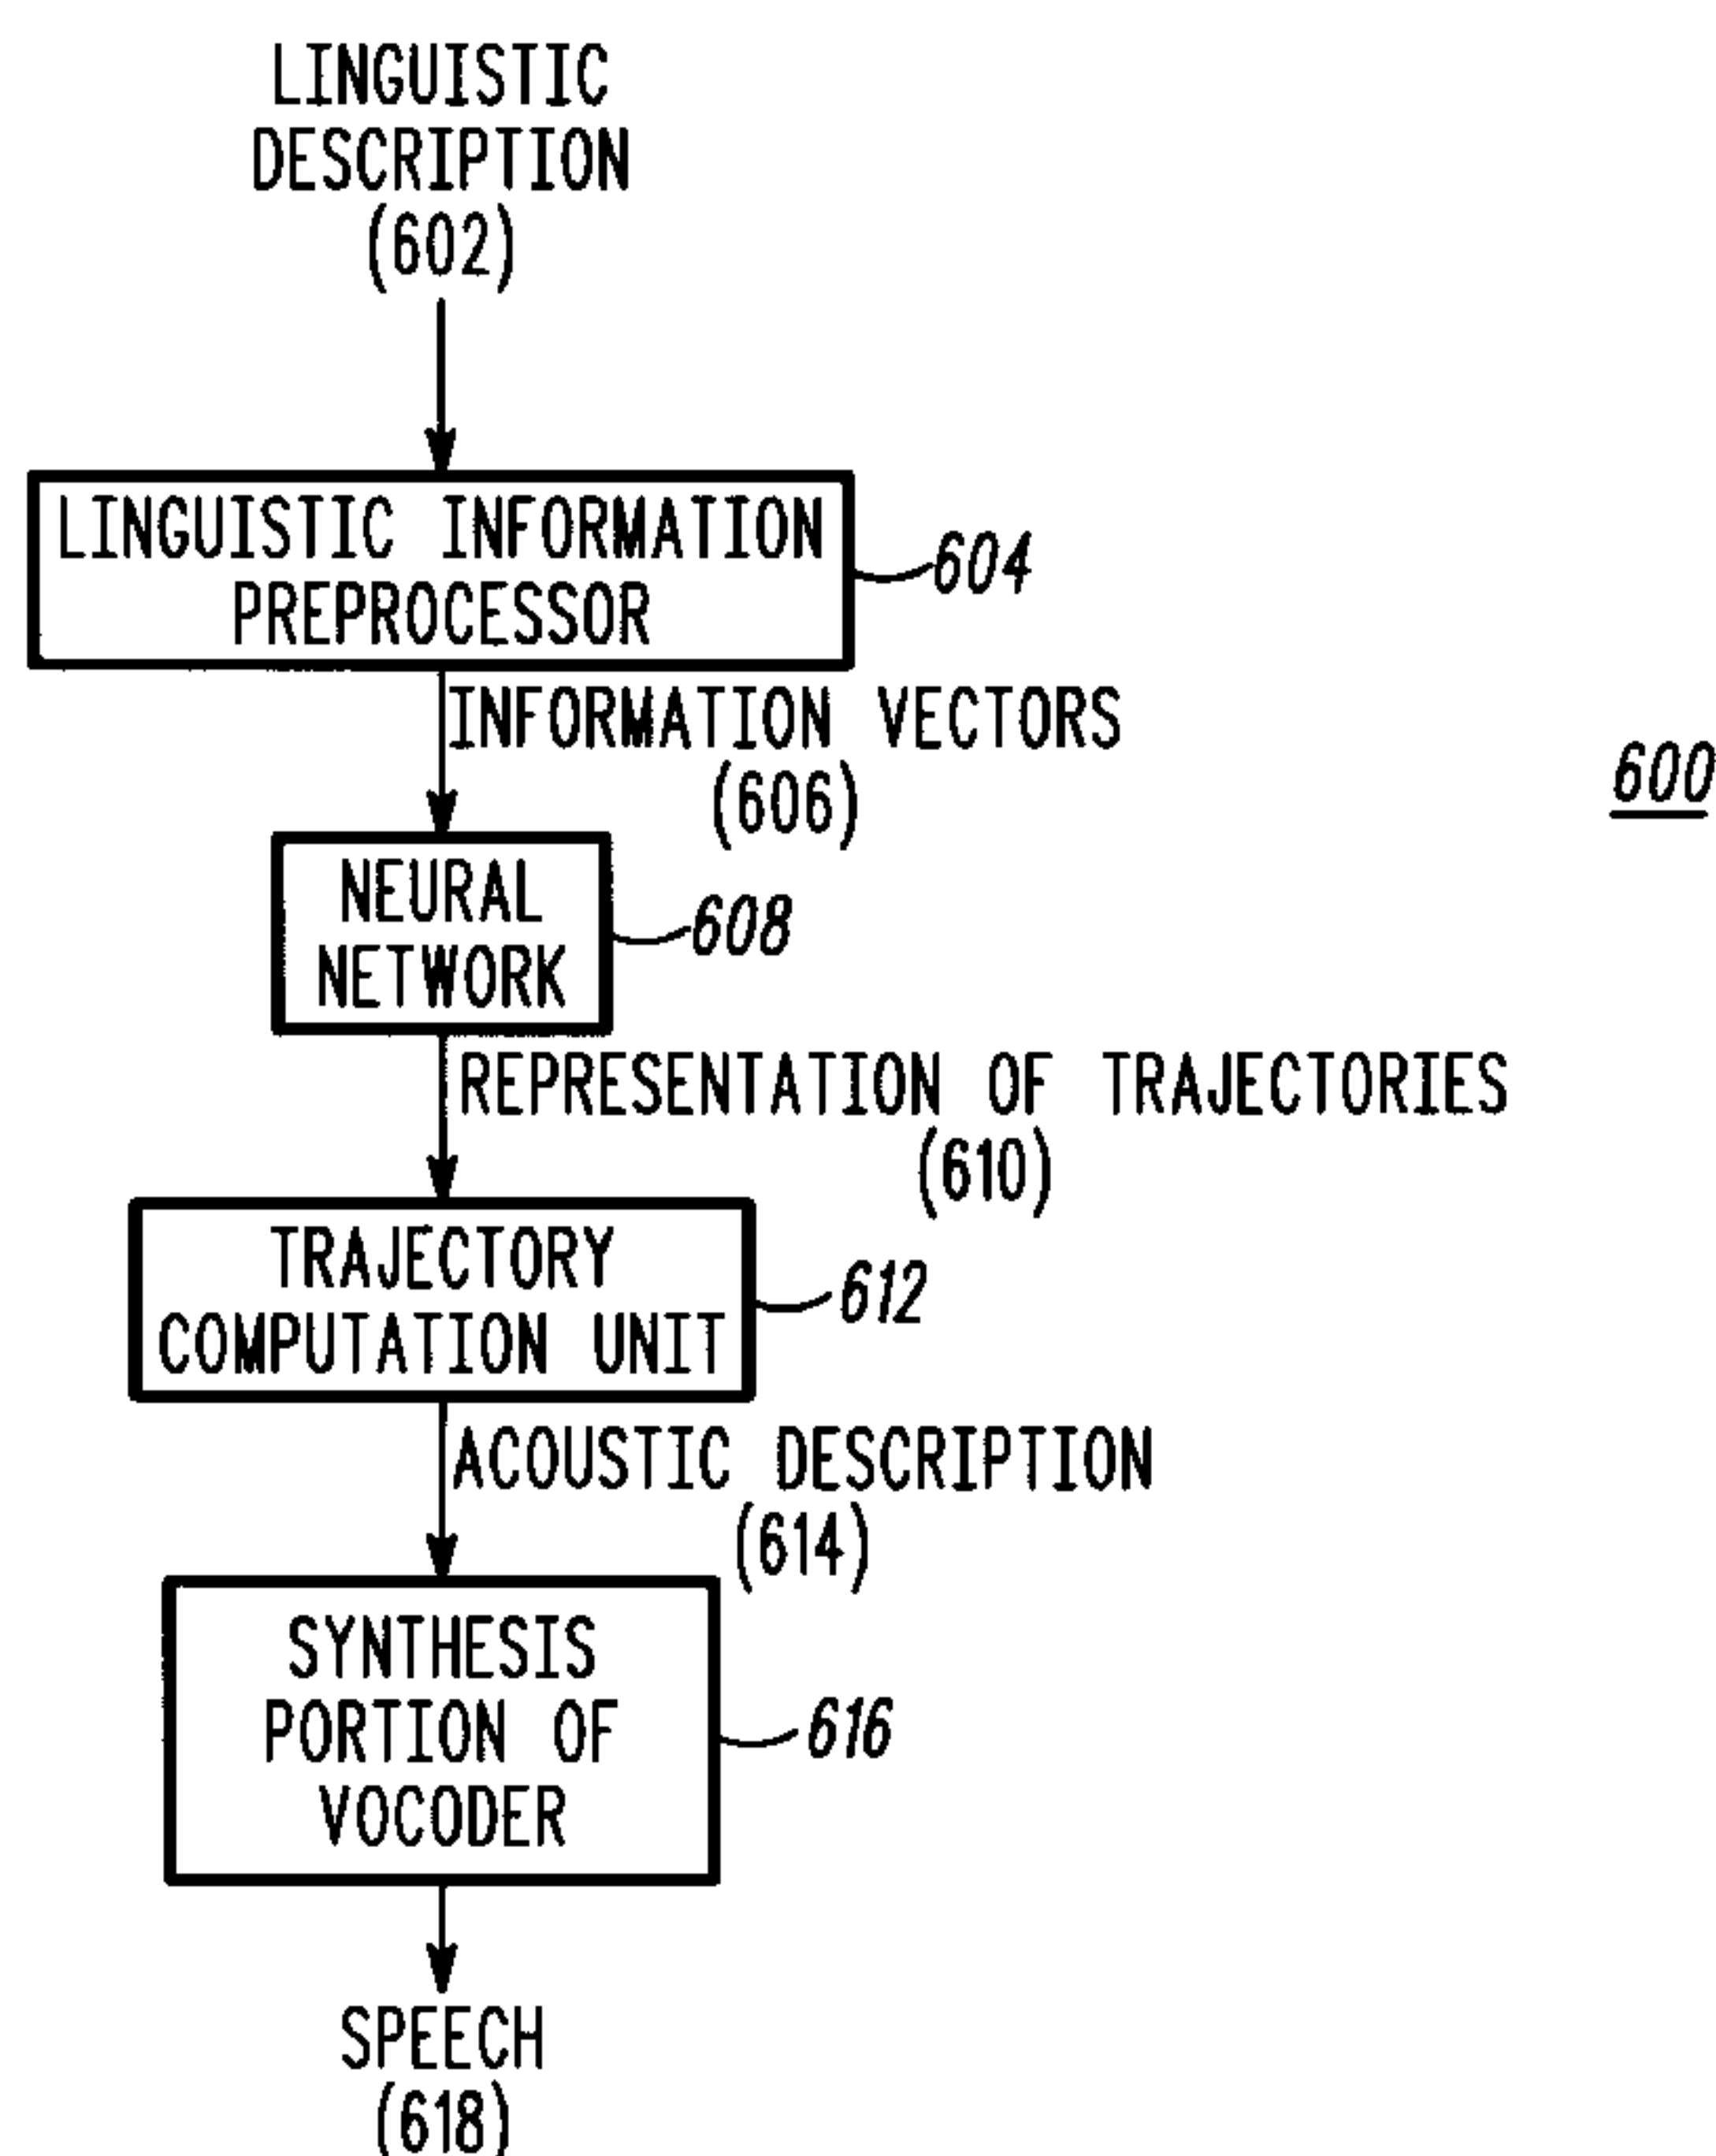 LINGUISTIC
DESCRIPTION
(602)
LINGUISTIC INFORMATION
PREPROCESSOR
604
INFORMATION VECTORS
(606)
600
NEURAL
NETWORK
608
REPRESENTATION OF TRAJECTORIES
(610)
TRAJECTORY
COMPUTATION UNIT
612
ACOUSTIC DESCRIPTION
(614)
SYNTHESIS
PORTION OF
VOCODER
616
SPEECH
(618)